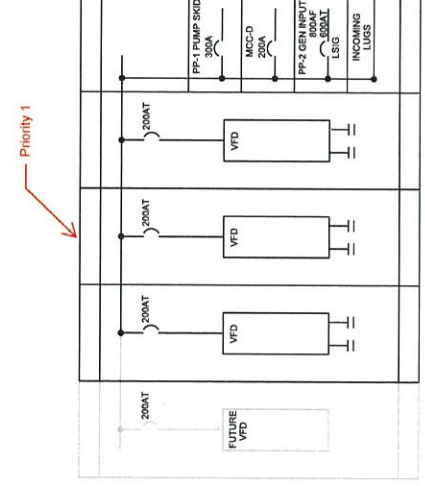 Priority 1
PP-1 PUMP SKID
300A
MCC-D
200A
PP-2 GEN INPUT
800AF
600AT
LSIG
INCOMING
LUGS
200AT
VFD
200AT
VFD
200AT
VFD
200AT
FUTURE
VFD